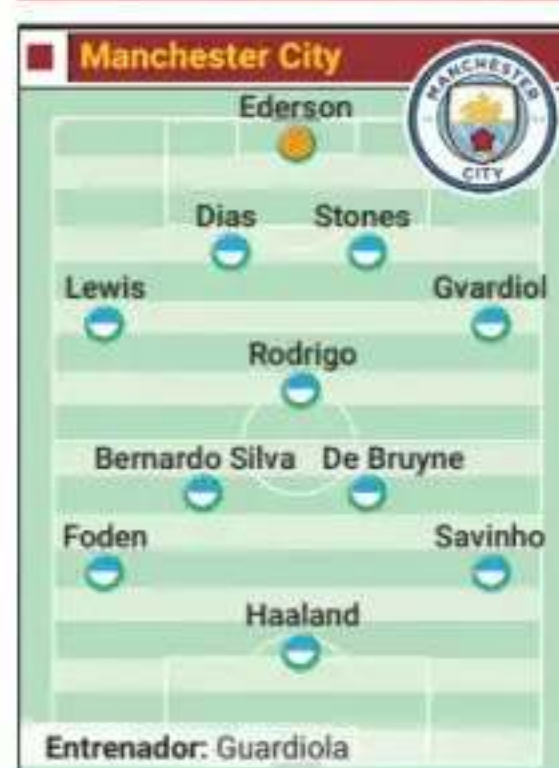 Manchester City
MANCHESTER
CITY
Ederson
Dias Stones
Lewis Gvardiol
Rodrigo
Bernardo Silva De Bruyne
Foden Savinho
Haaland
Entrenador: Guardiola